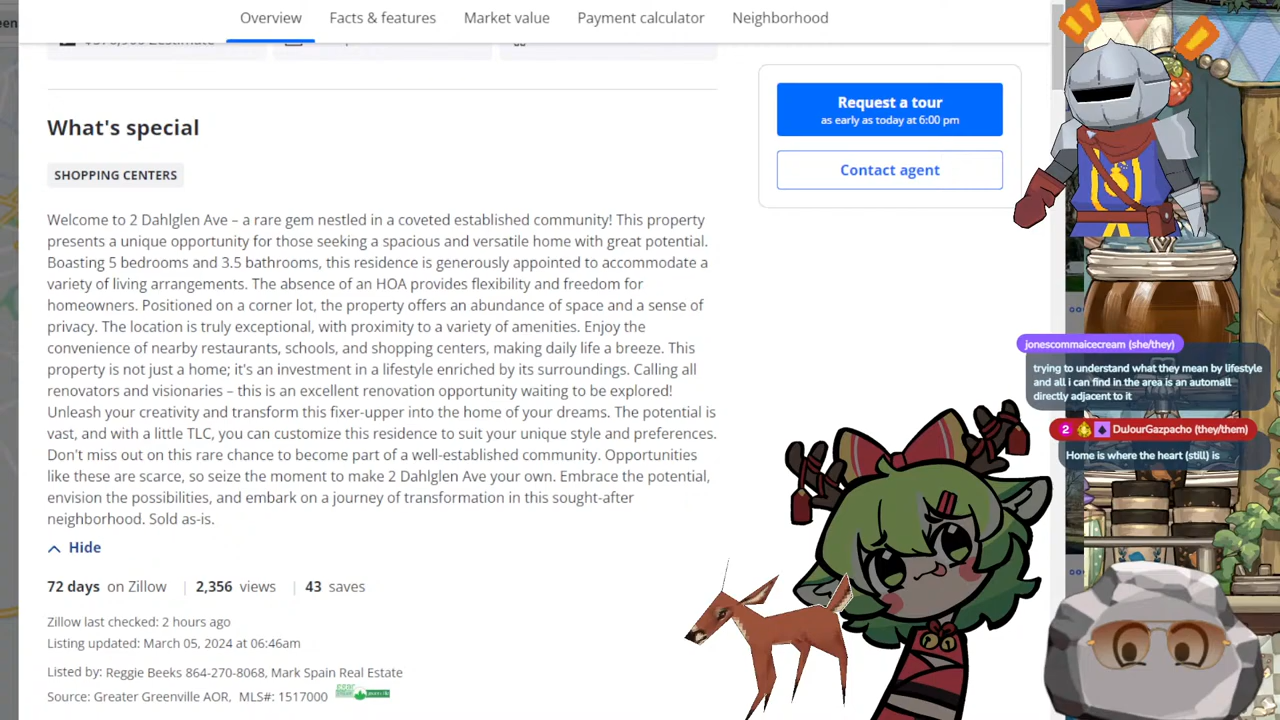 Overview Facts & features Market value Payment calculator Neighborhood
What's special
SHOPPING CENTERS
Welcome to 2 Dahlglen Ave – a rare gem nestled in a coveted established community! This property
presents a unique opportunity for those seeking a spacious and versatile home with great potential.
Boasting 5 bedrooms and 3.5 bathrooms, this residence is generously appointed to accommodate a
variety of living arrangements. The absence of an HOA provides flexibility and freedom for
homeowners. Positioned on a corner lot, the property offers an abundance of space and a sense of
privacy. The location is truly exceptional, with proximity to a variety of amenities. Enjoy the
convenience of nearby restaurants, schools, and shopping centers, making daily life a breeze. This
property is not just a home; it's an investment in a lifestyle enriched by its surroundings. Calling all
renovators and visionaries – this is an excellent renovation opportunity waiting to be explored!
Unleash your creativity and transform this fixer-upper into the home of your dreams. The potential is
vast, and with a little TLC, you can customize this residence to suit your unique style and preferences.
Don't miss out on this rare chance to become part of a well-established community. Opportunities
like these are scarce, so seize the moment to make 2 Dahlglen Ave your own. Embrace the potential,
envision the possibilities, and embark on a journey of transformation in this sought-after
neighborhood. Sold as-is.
Hide
72 days on Zillow | 2,356 views | 43 saves
Zillow last checked: 2 hours ago
Listing updated: March 05, 2024 at 06:46am
Listed by: Reggie Beeks 864-270-8068, Mark Spain Real Estate
Source: Greater Greenville AOR, MLS#: 1517000
Request a tour
as early as today at 6:00 pm
Contact agent
jonescommaicecream (she/they)
trying to understand what they mean by lifestyle
and all i can find in the area is an automall
directly adjacent to it
2 DuJourGazpacho (they/them)
Home is where the heart (still) is